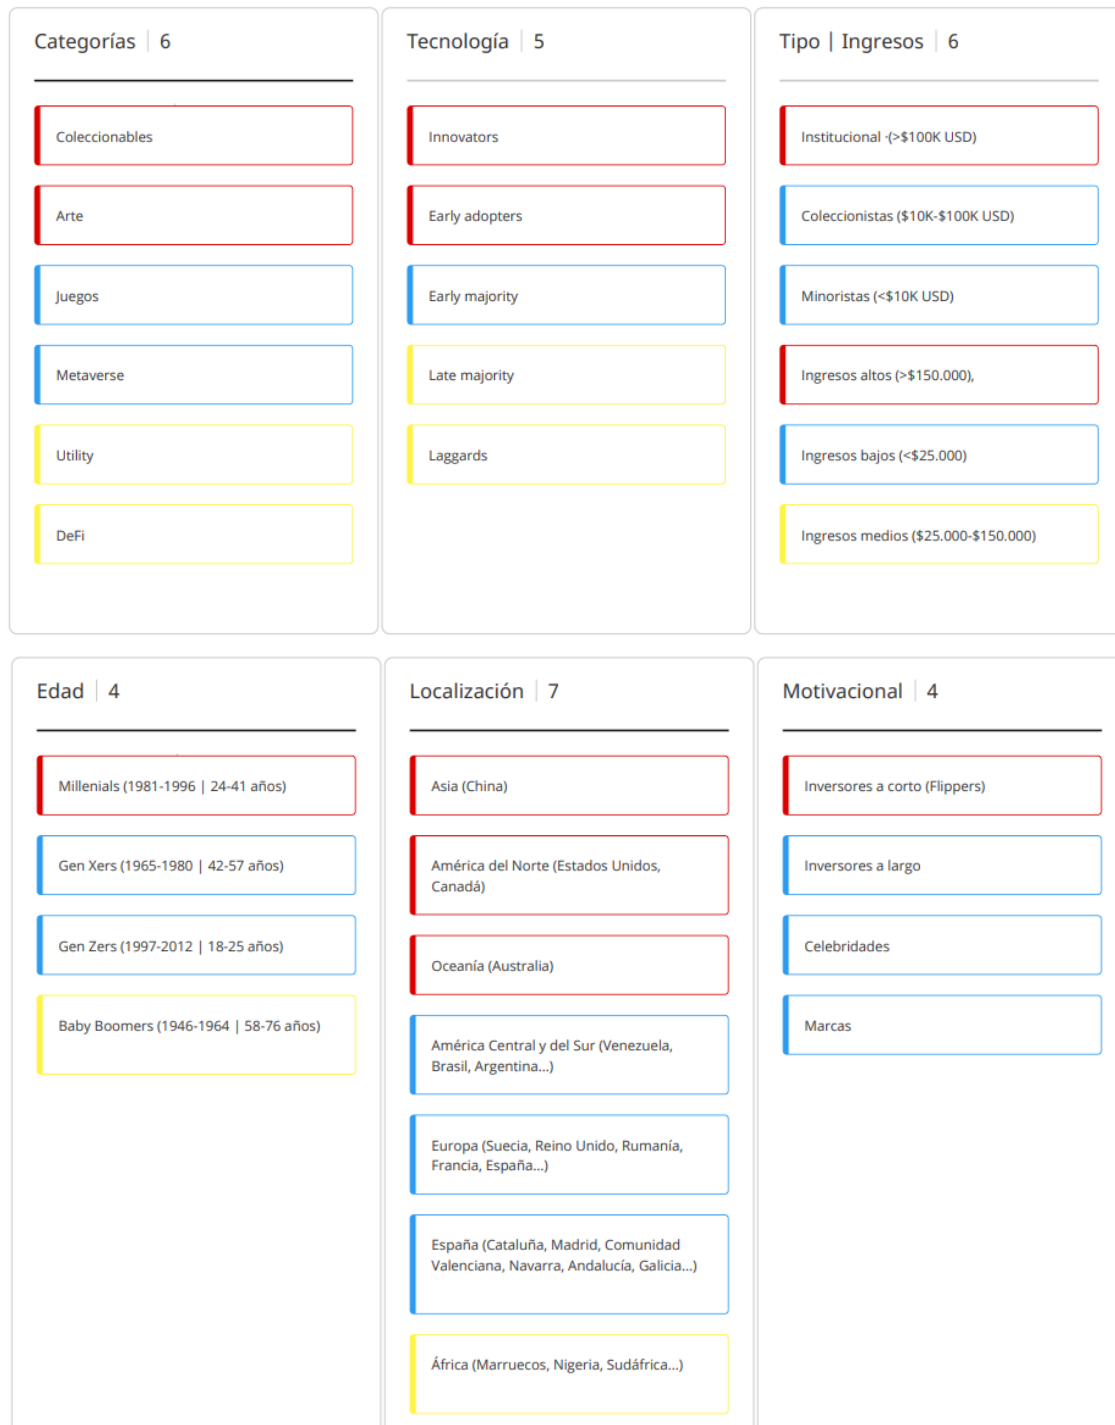 Categorías | 6
Coleccionables
Arte
Juegos
Metaverse
Utility
DeFi
Tecnología | 5
Innovators
Early adopters
Early majority
Late majority
Laggards
Tipo | Ingresos | 6
Institucional ·(>$100K USD)
Coleccionistas ($10K-$100K USD)
Minoristas (<$10K USD)
Ingresos altos (>$150.000),
Ingresos bajos (<$25.000)
Ingresos medios ($25.000-$150.000)
Edad | 4
Millenials (1981-1996 | 24-41 años)
Gen Xers (1965-1980 | 42-57 años)
Gen Zers (1997-2012 | 18-25 años)
Baby Boomers (1946-1964 | 58-76 años)
Localización | 7
Asia (China)
América del Norte (Estados Unidos,
Canadá)
Oceanía (Australia)
América Central y del Sur (Venezuela,
Brasil, Argentina...)
Europa (Suecia, Reino Unido, Rumanía,
Francia, España...)
España (Cataluña, Madrid, Comunidad
Valenciana, Navarra, Andalucía, Galicia...)
África (Marruecos, Nigeria, Sudáfrica...)
Motivacional | 4
Inversores a corto (Flippers)
Inversores a largo
Celebridades
Marcas